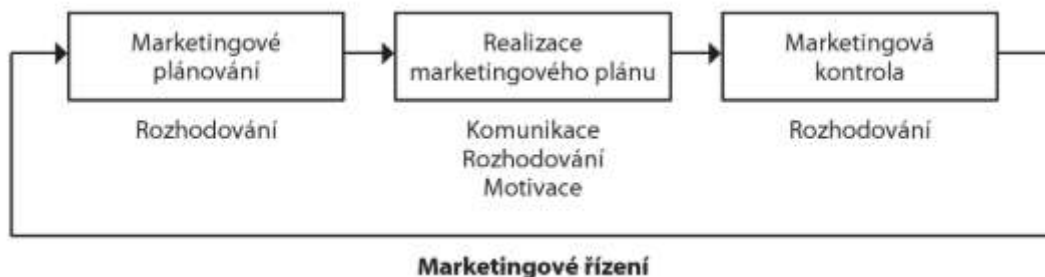 Marketingové
plánování
Realizace
marketingového plánu
Marketingová
kontrola
Rozhodování
Komunikace
Rozhodování
Motivace
Rozhodování
Marketingové řízení